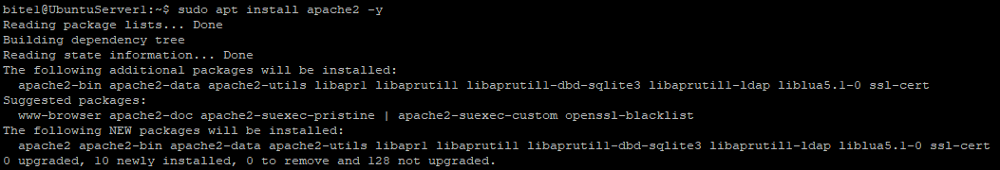 bite1@UbuntuServer1:~$ sudo apt install apache2 -y
Reading package lists... Done
Building dependency tree
Reading state information... Done
The following additional packages will be installed:
  apache2-bin apache2-data apache2-utils libapr1 libaprutil1 libaprutil1-dbd-sqlite3 libaprutil1-ldap liblua5.1-0 ssl-cert
Suggested packages:
  www-browser apache2-doc apache2-suexec-pristine | apache2-suexec-custom openssl-blacklist
The following NEW packages will be installed:
  apache2 apache2-bin apache2-data apache2-utils libapr1 libaprutil1 libaprutil1-dbd-sqlite3 libaprutil1-ldap liblua5.1-0 ssl-cert
0 upgraded, 10 newly installed, 0 to remove and 128 not upgraded.